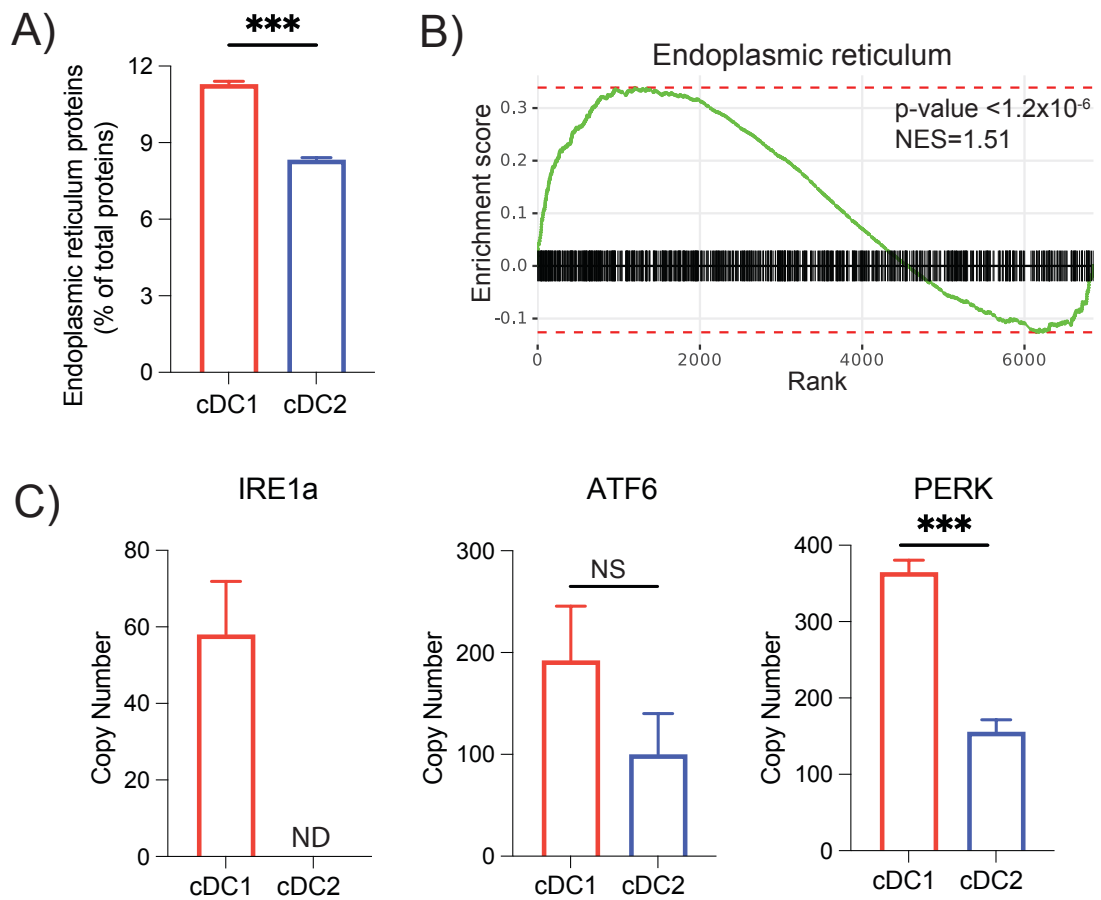 A)
***
Endoplasmic reticulum proteins
(% of total proteins)
12
9
6
3
0
cDC1 cDC2
B)
Endoplasmic reticulum
p-value <1.2x10⁻⁶
NES=1.51
Enrichment score
0.3
0.2
0.1
0.0
-0.1
0 2000 4000 6000
Rank
C)
IRE1a
Copy Number
80
60
40
20
0
ND
cDC1 cDC2
ATF6
NS
Copy Number
300
200
100
0
cDC1 cDC2
PERK
***
Copy Number
400
300
200
100
0
cDC1 cDC2